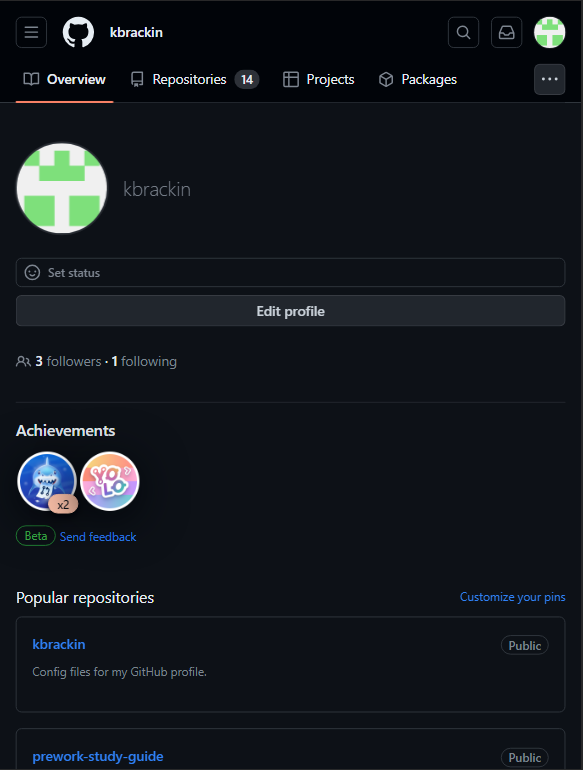 kbrackin
Overview Repositories 14 Projects Packages
kbrackin
Set status
Edit profile
3 followers · 1 following
Achievements
x2 YOLO
Beta Send feedback
Popular repositories Customize your pins
kbrackin Public
Config files for my GitHub profile.
prework-study-guide Public